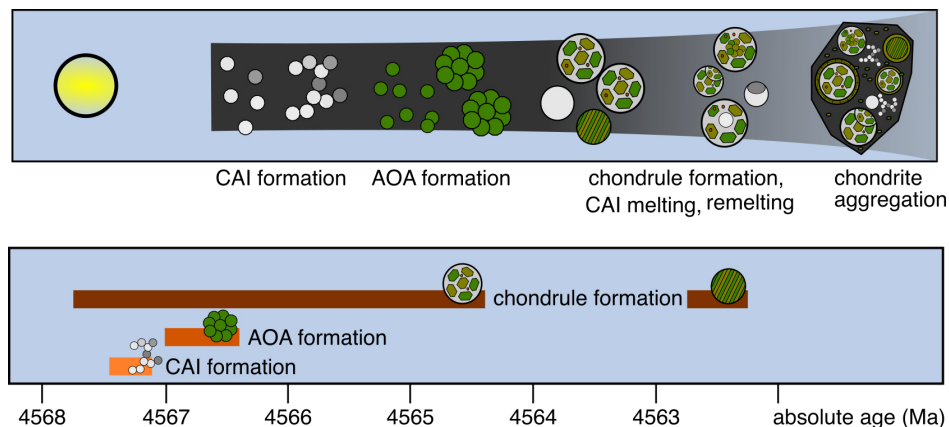 CAI formation
AOA formation
chondrule formation,
CAI melting, remelting
chondrite
aggregation
chondrule formation
AOA formation
CAI formation
4568 4567 4566 4565 4564 4563 absolute age (Ma)